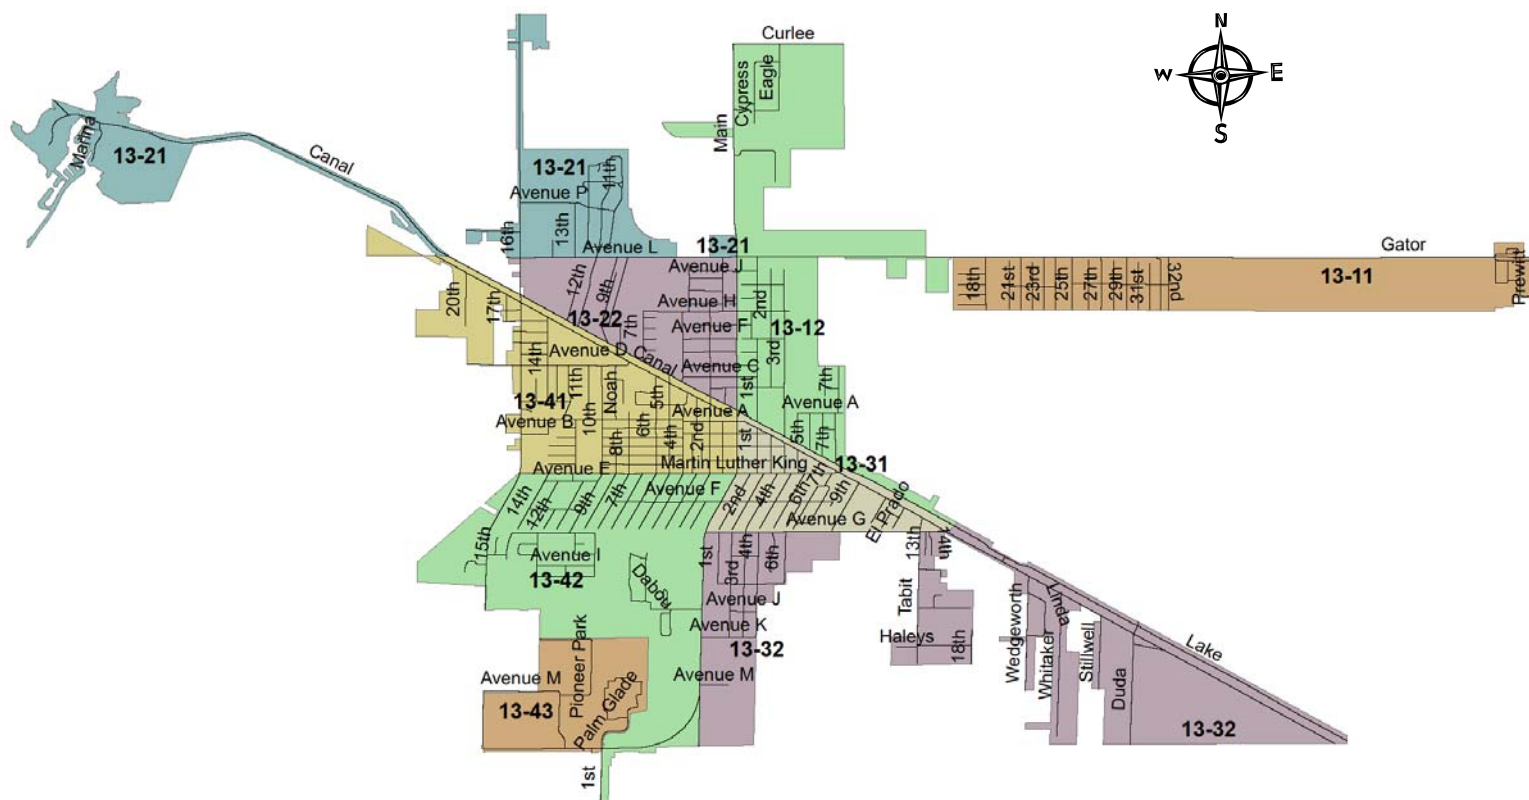 N
W
E
S
Curlee
Cypress
Eagle
Main
Marina
13-21
Canal
13-21
11th
Avenue P
16th
13th
Avenue L
13-21
Gator
Avenue J
12th
9th
20th
17th
Avenue H
2nd
18th
21st
23rd
25th
27th
29th
31st
32nd
13-11
Prewitt
13-22
7th
Avenue F
13-12
14th
Avenue D
Canal
Avenue C
3rd
11th
Noah
5th
1st
7th
13-41
Avenue A
Avenue A
Avenue B
10th
8th
6th
4th
2nd
1st
5th
7th
Avenue E
Martin Luther King
7th
13-31
14th
12th
9th
7th
Avenue F
2nd
4th
6th
9th
Avenue G
El Prado
15th
Avenue I
13-42
Dabou
1st
3rd
4th
6th
13th
14th
Avenue J
Tabit
Avenue K
Haleys
18th
13-32
Wedgeworth
Whitaker
Linda
Stillwell
Lake
Avenue M
Pioneer Park
Avenue M
Duda
13-43
Palm Glade
13-32
1st